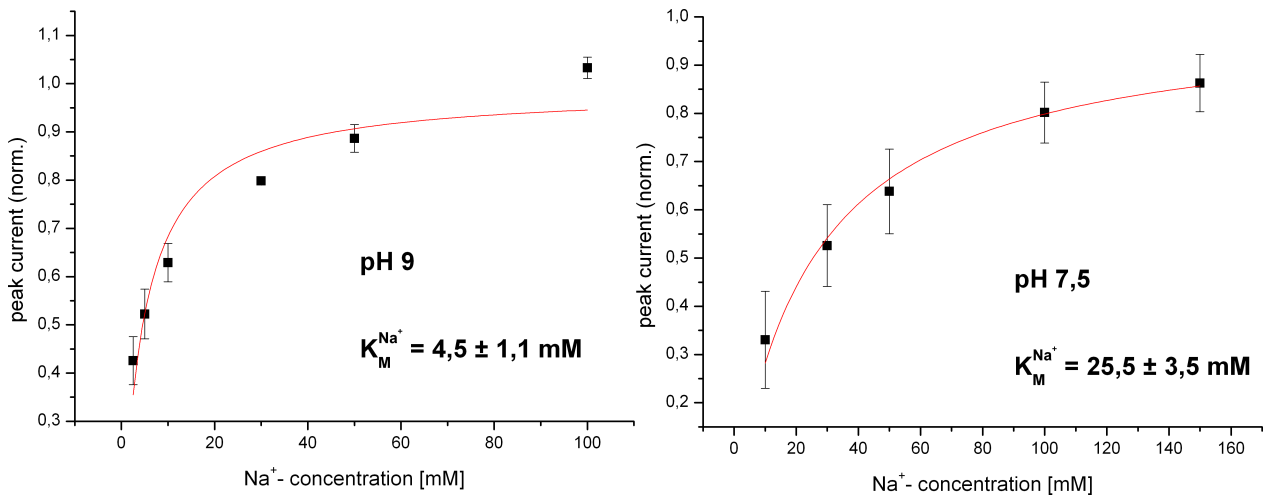 1,1
1,0
0,9
0,8
0,7
0,6
0,5
0,4
0,3
peak current (norm.)
0 20 40 60 80 100
Na⁺- concentration [mM]
pH 9
K_M^{Na⁺} = 4,5 ± 1,1 mM
1,0
0,9
0,8
0,7
0,6
0,5
0,4
0,3
0,2
peak current (norm.)
0 20 40 60 80 100 120 140 160
Na⁺- concentration [mM]
pH 7,5
K_M^{Na⁺} = 25,5 ± 3,5 mM